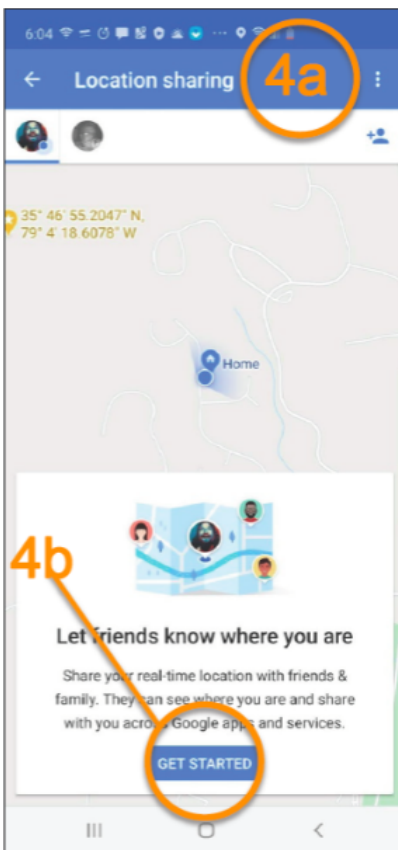 6:04
Location sharing
4a
35° 46' 55.2047" N,
79° 4' 18.6078" W
Home
4b
Let friends know where you are
Share your real-time location with friends &
family. They can see where you are and share
with you across Google apps and services.
GET STARTED